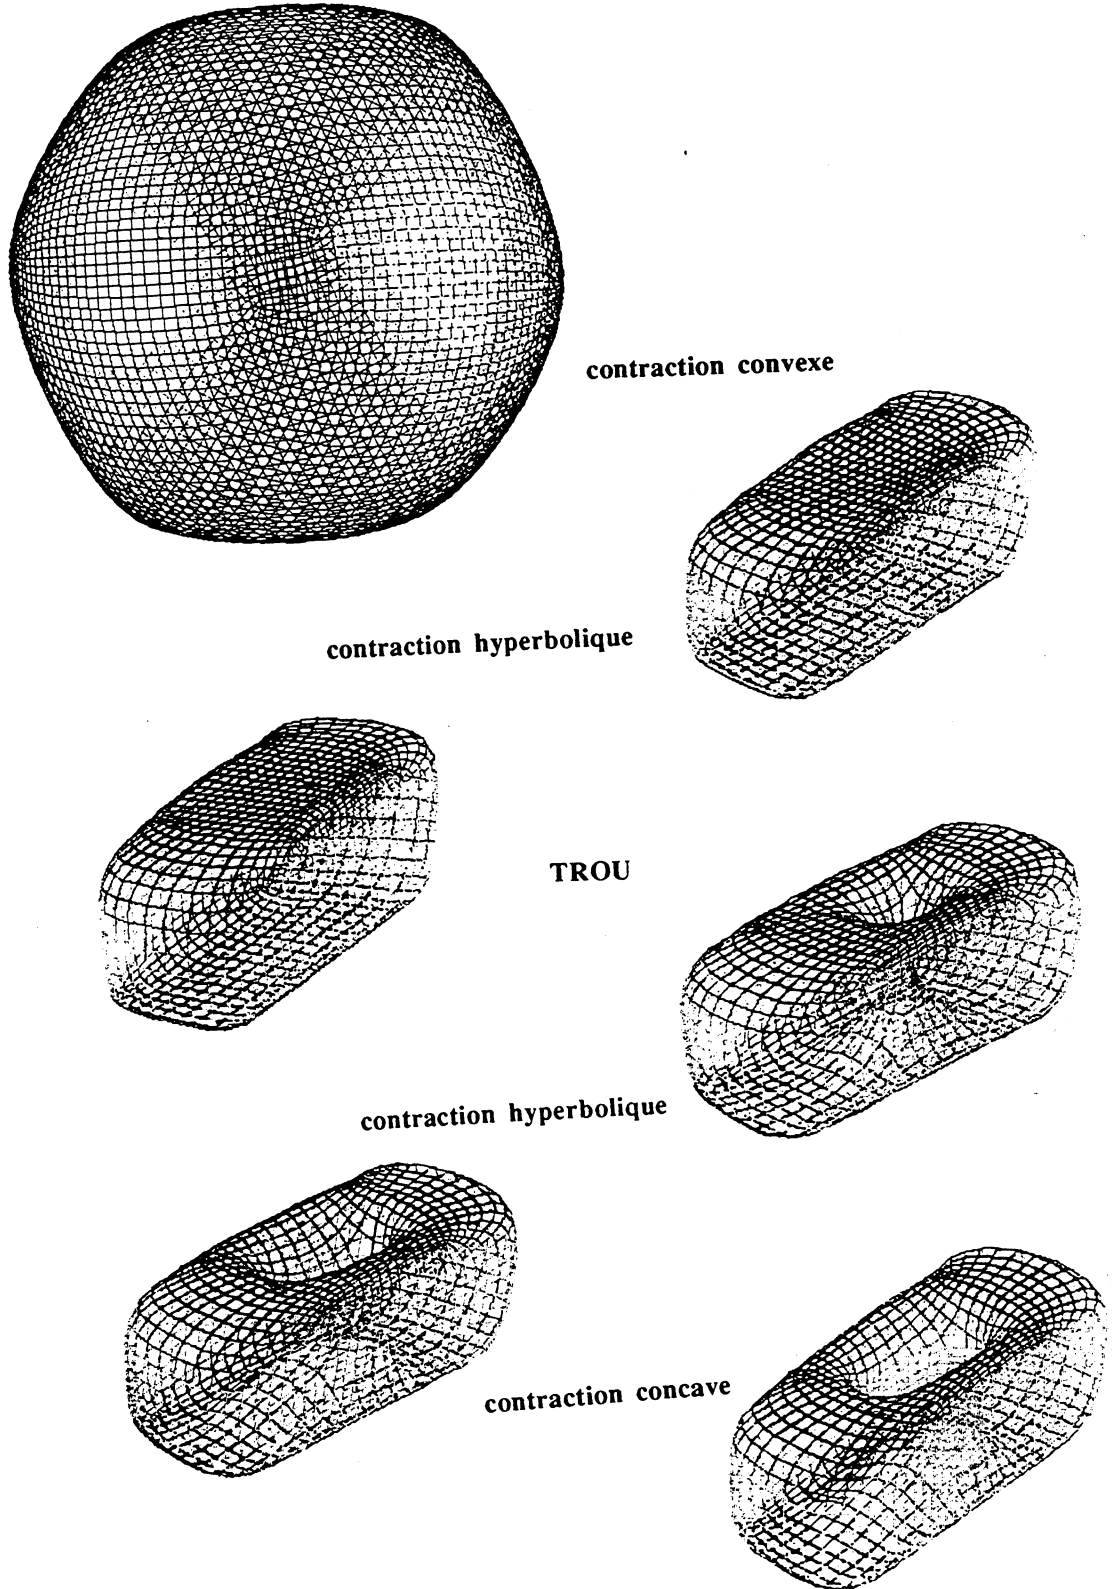 contraction convexe
contraction hyperbolique
TROU
contraction hyperbolique
contraction concave